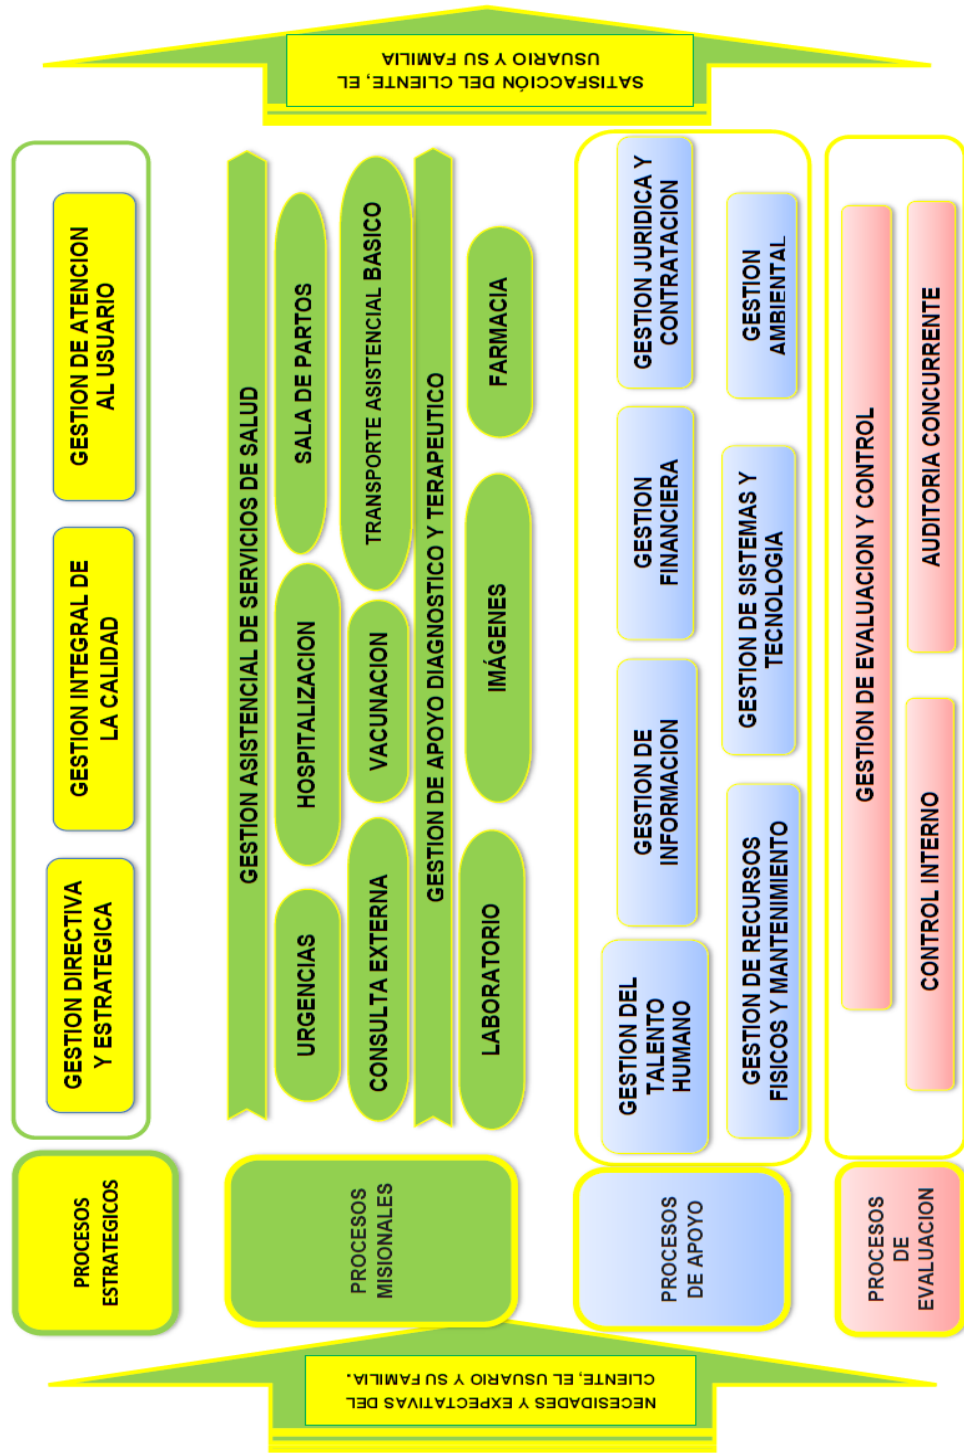 NECESIDADES Y EXPECTATIVAS DEL
CLIENTE, EL USUARIO Y SU FAMILIA.
PROCESOS
ESTRATEGICOS
GESTION DIRECTIVA
Y ESTRATEGICA
GESTION INTEGRAL DE
LA CALIDAD
GESTION DE ATENCION
AL USUARIO
PROCESOS
MISIONALES
GESTION ASISTENCIAL DE SERVICIOS DE SALUD
URGENCIAS
HOSPITALIZACION
SALA DE PARTOS
CONSULTA EXTERNA
VACUNACION
TRANSPORTE ASISTENCIAL BASICO
GESTION DE APOYO DIAGNOSTICO Y TERAPEUTICO
LABORATORIO
IMÁGENES
FARMACIA
PROCESOS
DE APOYO
GESTION DEL
TALENTO
HUMANO
GESTION DE
INFORMACION
GESTION
FINANCIERA
GESTION JURIDICA Y
CONTRATACION
GESTION DE RECURSOS
FISICOS Y MANTENIMIENTO
GESTION DE SISTEMAS Y
TECNOLOGIA
GESTION
AMBIENTAL
PROCESOS
DE
EVALUACION
GESTION DE EVALUACION Y CONTROL
CONTROL INTERNO
AUDITORIA CONCURRENTE
SATISFACCIÓN DEL CLIENTE, EL
USUARIO Y SU FAMILIA